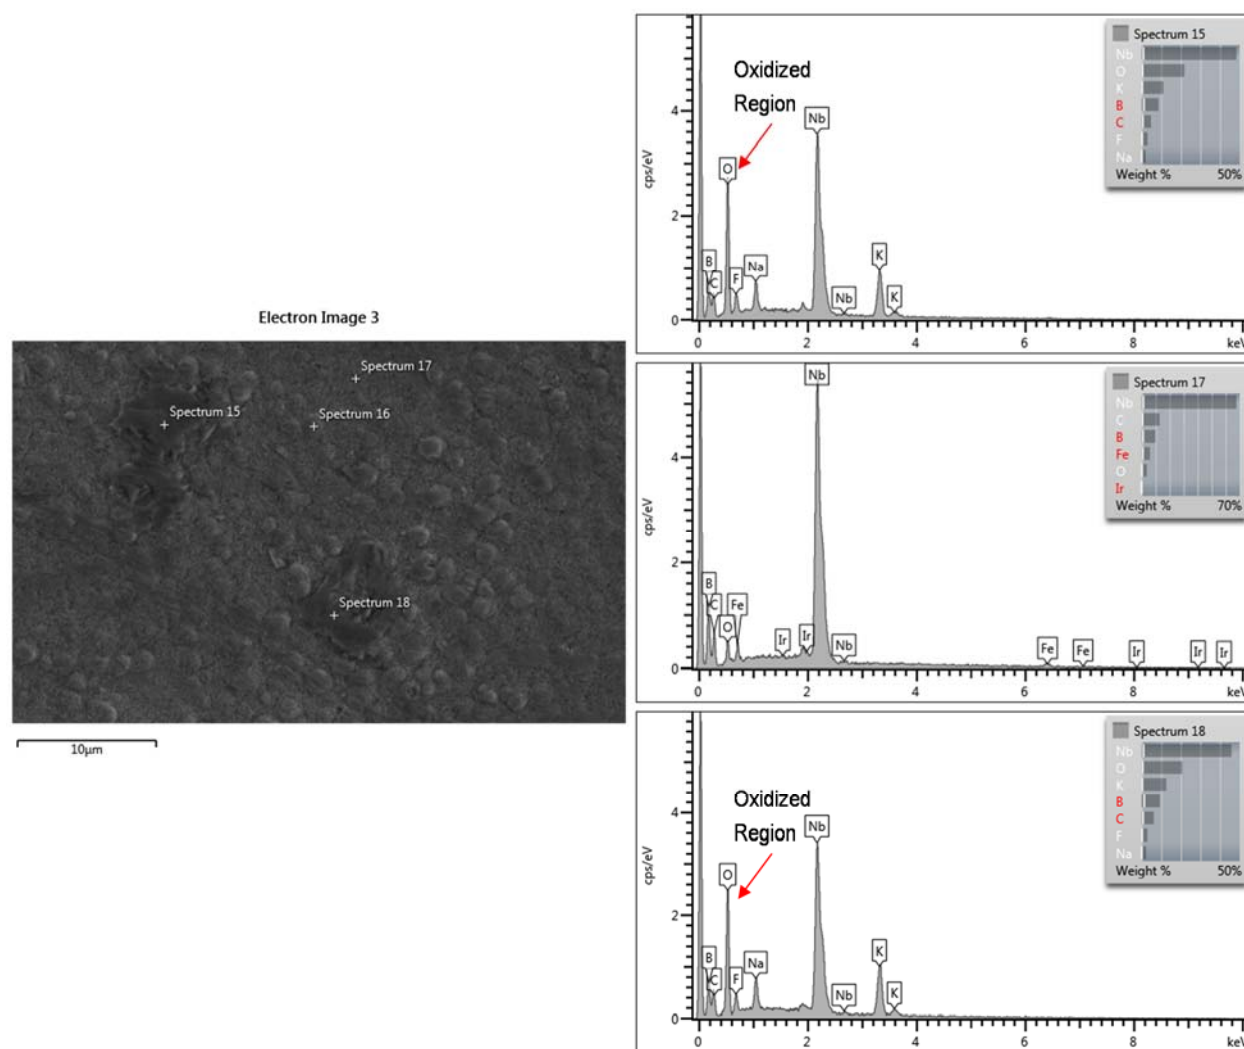 Electron Image 3
Spectrum 17
Spectrum 15
Spectrum 16
Spectrum 18
10µm
Spectrum 15
Nb
O
K
B
C
F
Na
Weight % 50%
Oxidized
Region
cps/eV
4
2
0
B
C
O
F
Na
Nb
Nb
K
K
0 2 4 6 8 keV
Spectrum 17
Nb
C
B
Fe
O
Ir
Weight % 70%
cps/eV
4
2
0
B
C
O
Fe
Ir
Ir
Nb
Nb
Fe
Fe
Ir
Ir
Ir
0 2 4 6 8 keV
Spectrum 18
Nb
O
K
B
C
F
Na
Weight % 50%
Oxidized
Region
cps/eV
4
2
0
B
C
O
F
Na
Nb
Nb
K
K
0 2 4 6 8 keV